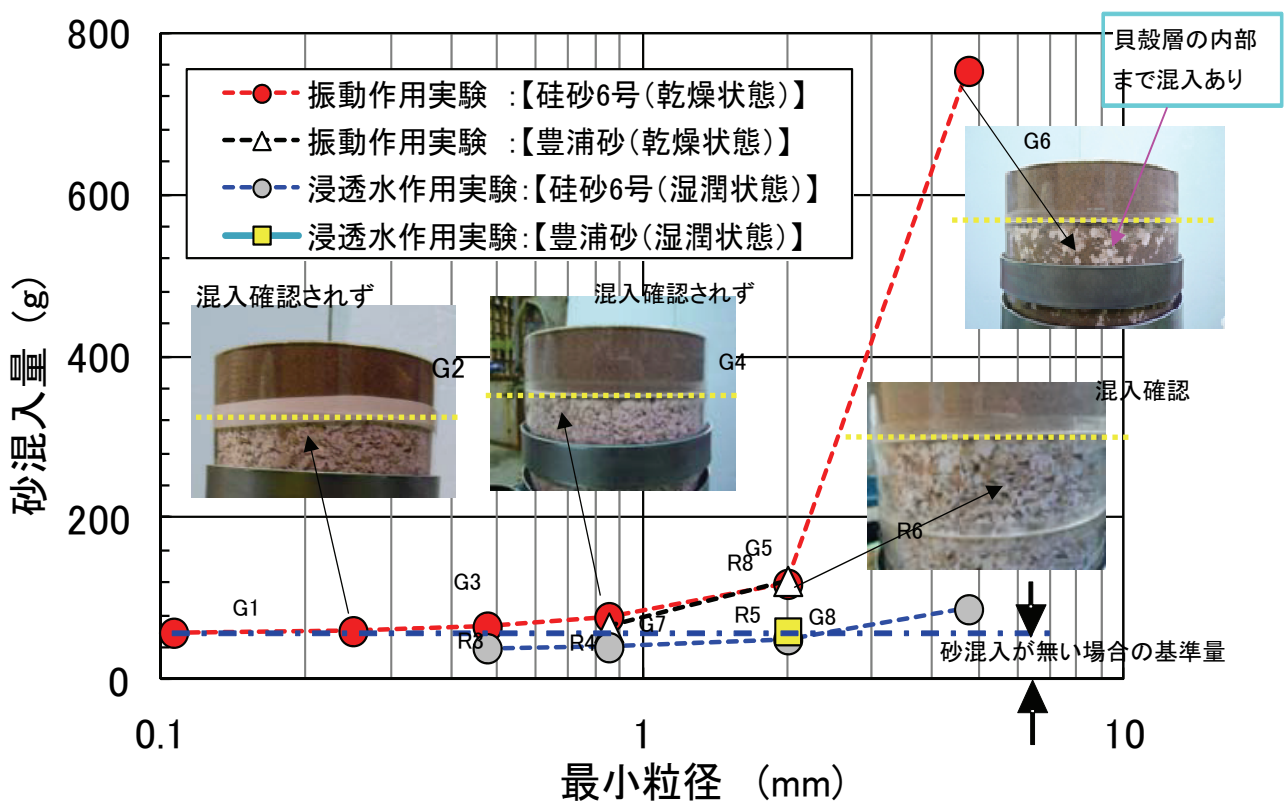 800
600
400
200
0
砂混入量 (g)
0.1
1
10
最小粒径 (mm)
振動作用実験 :【硅砂6号(乾燥状態)】
振動作用実験 :【豊浦砂(乾燥状態)】
浸透水作用実験:【硅砂6号(湿潤状態)】
浸透水作用実験:【豊浦砂(湿潤状態)】
貝殻層の内部
まで混入あり
G6
混入確認されず
G2
混入確認されず
G4
混入確認
R6
G5
R8
G3
G1
R5
G8
G7
R3
R4
砂混入が無い場合の基準量